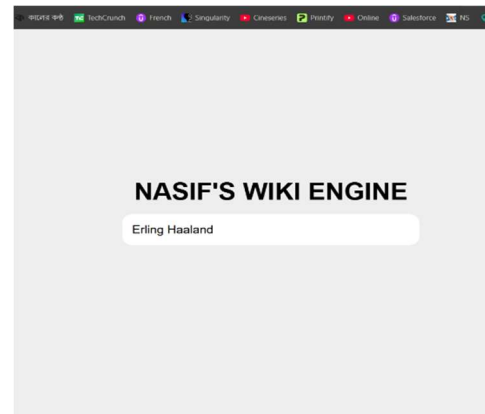 কালের কণ্ঠ TechCrunch French Singularity Cineseries Printify Online Salesforce NS
NASIF'S WIKI ENGINE
Erling Haaland